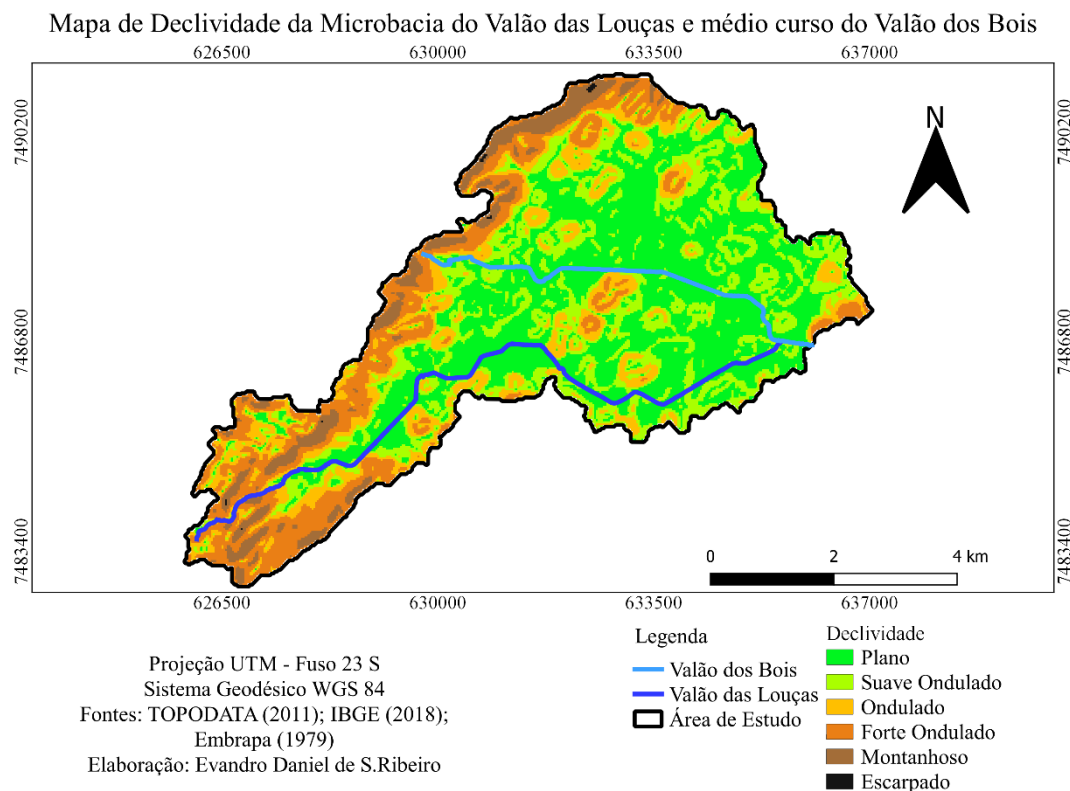 Mapa de Declividade da Microbacia do Valão das Louças e médio curso do Valão dos Bois
626500 630000 633500 637000
7490200 7490200
N
7486800 7486800
7483400 7483400
0 2 4 km
626500 630000 633500 637000
Projeção UTM - Fuso 23 S
Sistema Geodésico WGS 84
Fontes: TOPODATA (2011); IBGE (2018);
Embrapa (1979)
Elaboração: Evandro Daniel de S.Ribeiro
Legenda
Valão dos Bois
Valão das Louças
Área de Estudo
Declividade
Plano
Suave Ondulado
Ondulado
Forte Ondulado
Montanhoso
Escarpado